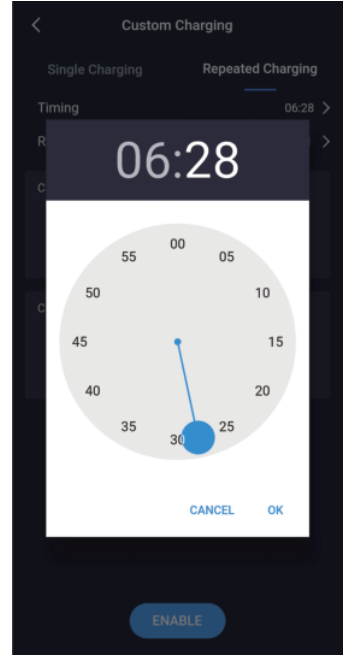 Custom Charging
Single Charging Repeated Charging
Timing 06:28
R
C
C
06:28
00
55 05
50 10
45 15
40 20
35 25
30
CANCEL OK
ENABLE